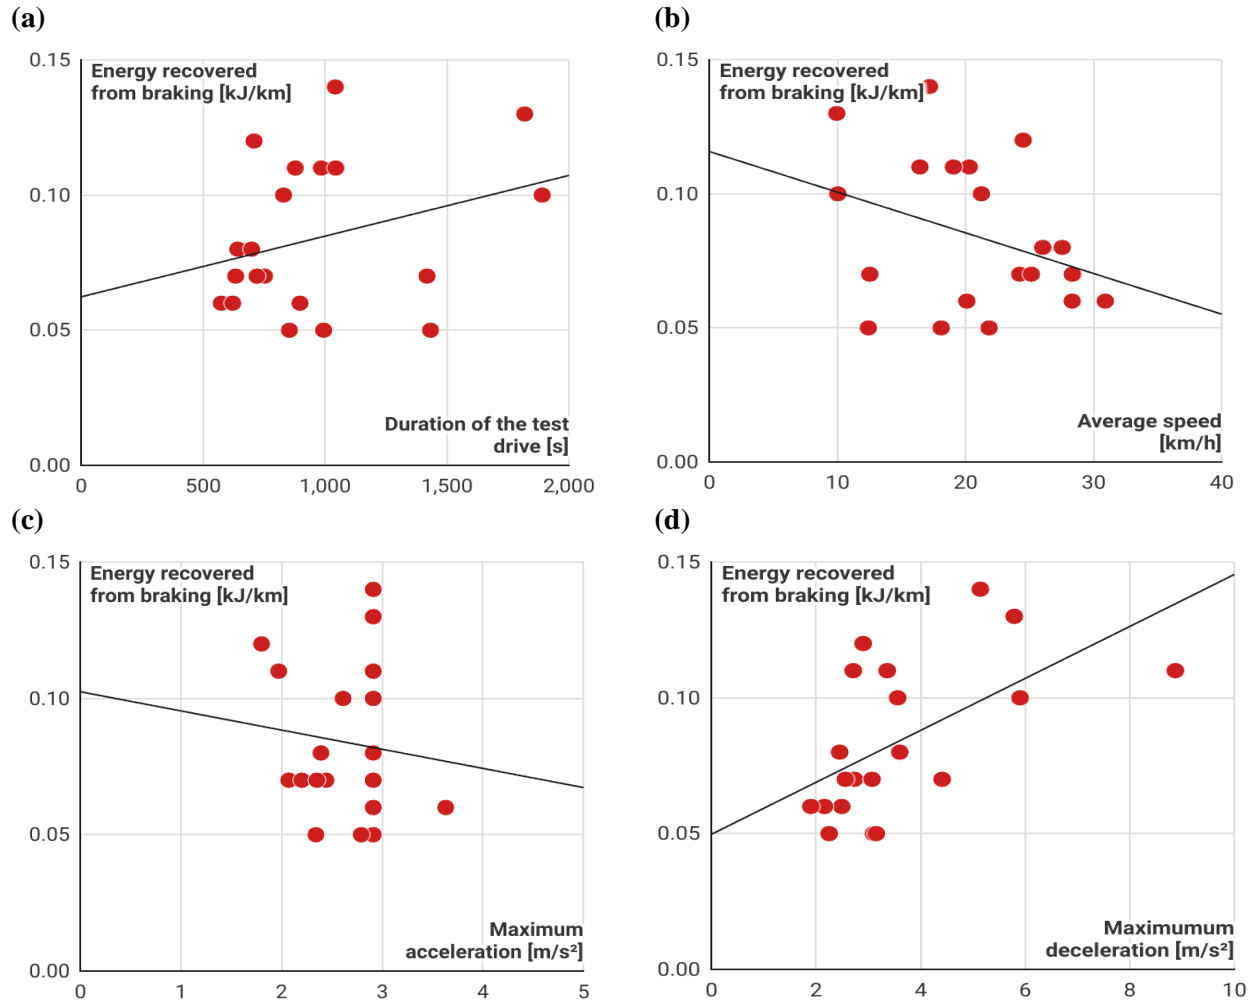 (a)
0.15
Energy recovered
from braking [kJ/km]
0.10
0.05
Duration of the test
drive [s]
0.00
0 500 1,000 1,500 2,000
(b)
0.15
Energy recovered
from braking [kJ/km]
0.10
0.05
Average speed
[km/h]
0.00
0 10 20 30 40
(c)
0.15
Energy recovered
from braking [kJ/km]
0.10
0.05
Maximum
acceleration [m/s²]
0.00
0 1 2 3 4 5
(d)
0.15
Energy recovered
from braking [kJ/km]
0.10
0.05
Maximumum
deceleration [m/s²]
0.00
0 2 4 6 8 10